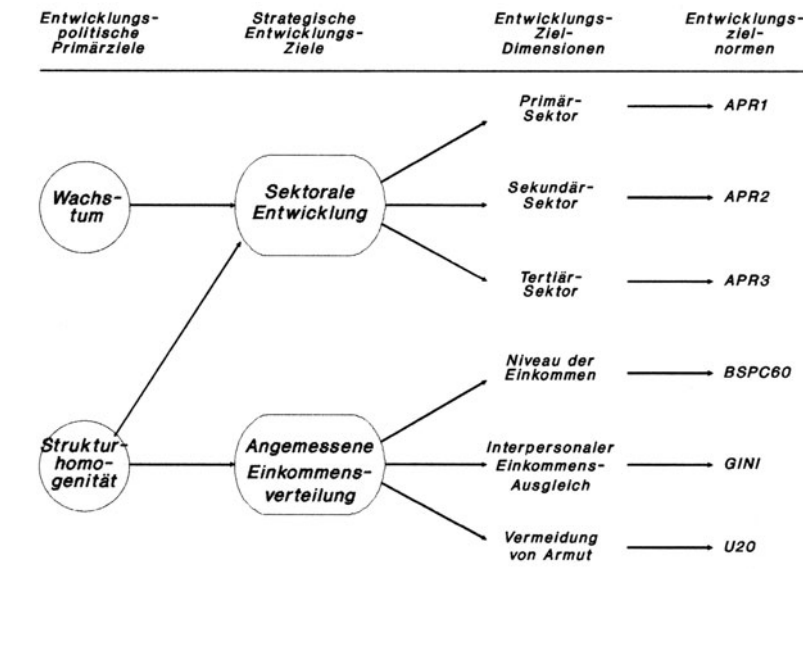 Entwicklungs-
politische
Primärziele
Strategische
Entwicklungs-
Ziele
Entwicklungs-
Ziel-
Dimensionen
Entwicklungs-
ziel-
normen
Wachs-
tum
Sektorale
Entwicklung
Primär-
Sektor
APR1
Sekundär-
Sektor
APR2
Tertiär-
Sektor
APR3
Struktur-
homo-
genität
Angemessene
Einkommens-
verteilung
Niveau der
Einkommen
BSPC60
Interpersonaler
Einkommens-
Ausgleich
GINI
Vermeidung
von Armut
U20